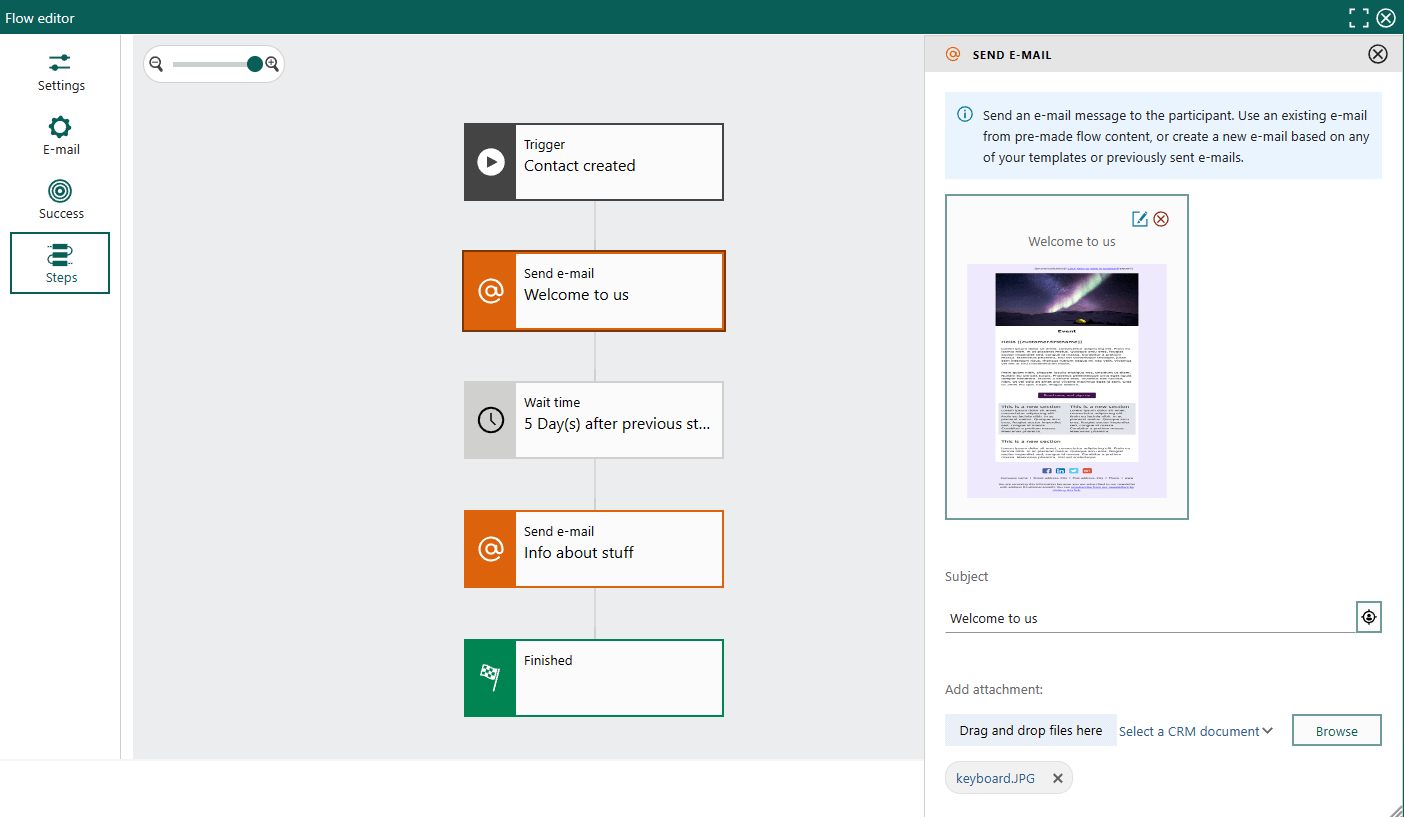 Flow editor
Settings
E-mail
Success
Steps
Trigger
Contact created
Send e-mail
Welcome to us
Wait time
5 Day(s) after previous st...
Send e-mail
Info about stuff
Finished
SEND E-MAIL
Send an e-mail message to the participant. Use an existing e-mail
from pre-made flow content, or create a new e-mail based on any
of your templates or previously sent e-mails.
Welcome to us
Event
Hello {{customer.firstname}}
This is a new section
This is a new section
This is a new section
Subject
Welcome to us
Add attachment:
Drag and drop files here
Select a CRM document
Browse
keyboard.JPG